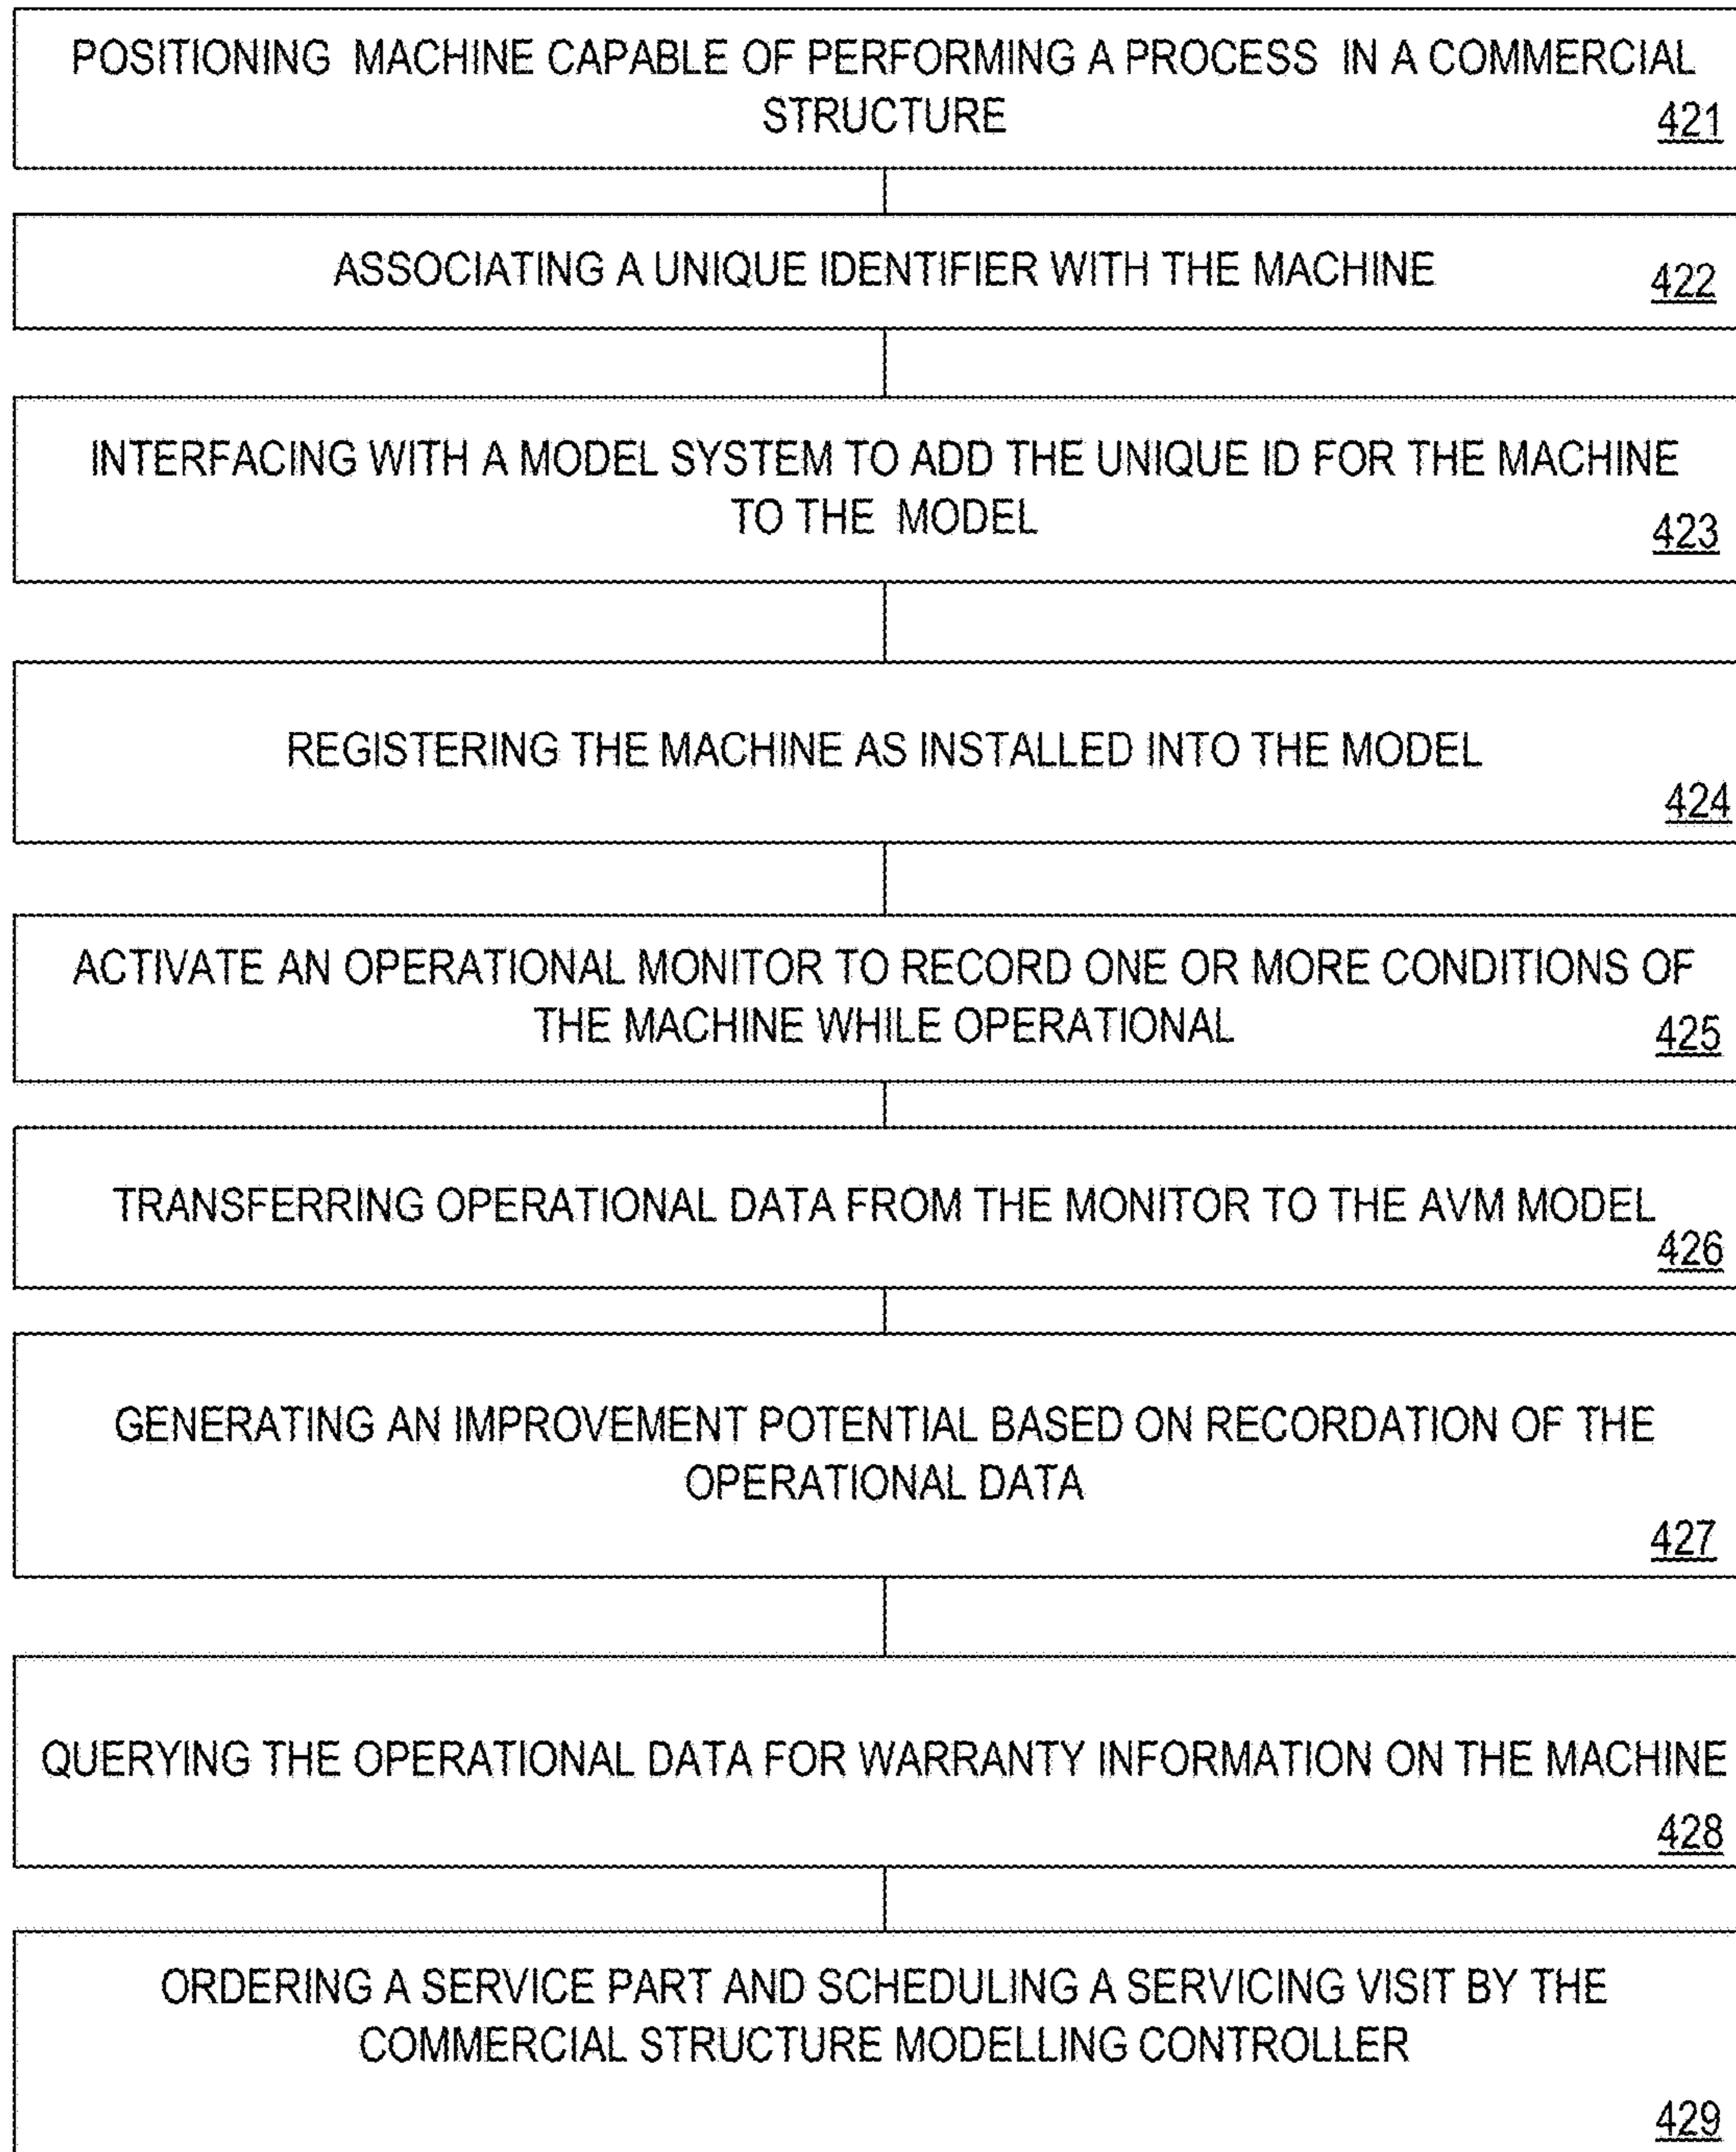 POSITIONING MACHINE CAPABLE OF PERFORMING A PROCESS IN A COMMERCIAL
STRUCTURE
421
ASSOCIATING A UNIQUE IDENTIFIER WITH THE MACHINE
422
INTERFACING WITH A MODEL SYSTEM TO ADD THE UNIQUE ID FOR THE MACHINE
TO THE MODEL
423
REGISTERING THE MACHINE AS INSTALLED INTO THE MODEL
424
ACTIVATE AN OPERATIONAL MONITOR TO RECORD ONE OR MORE CONDITIONS OF
THE MACHINE WHILE OPERATIONAL
425
TRANSFERRING OPERATIONAL DATA FROM THE MONITOR TO THE AVM MODEL
426
GENERATING AN IMPROVEMENT POTENTIAL BASED ON RECORDATION OF THE
OPERATIONAL DATA
427
QUERYING THE OPERATIONAL DATA FOR WARRANTY INFORMATION ON THE MACHINE
428
ORDERING A SERVICE PART AND SCHEDULING A SERVICING VISIT BY THE
COMMERCIAL STRUCTURE MODELLING CONTROLLER
429